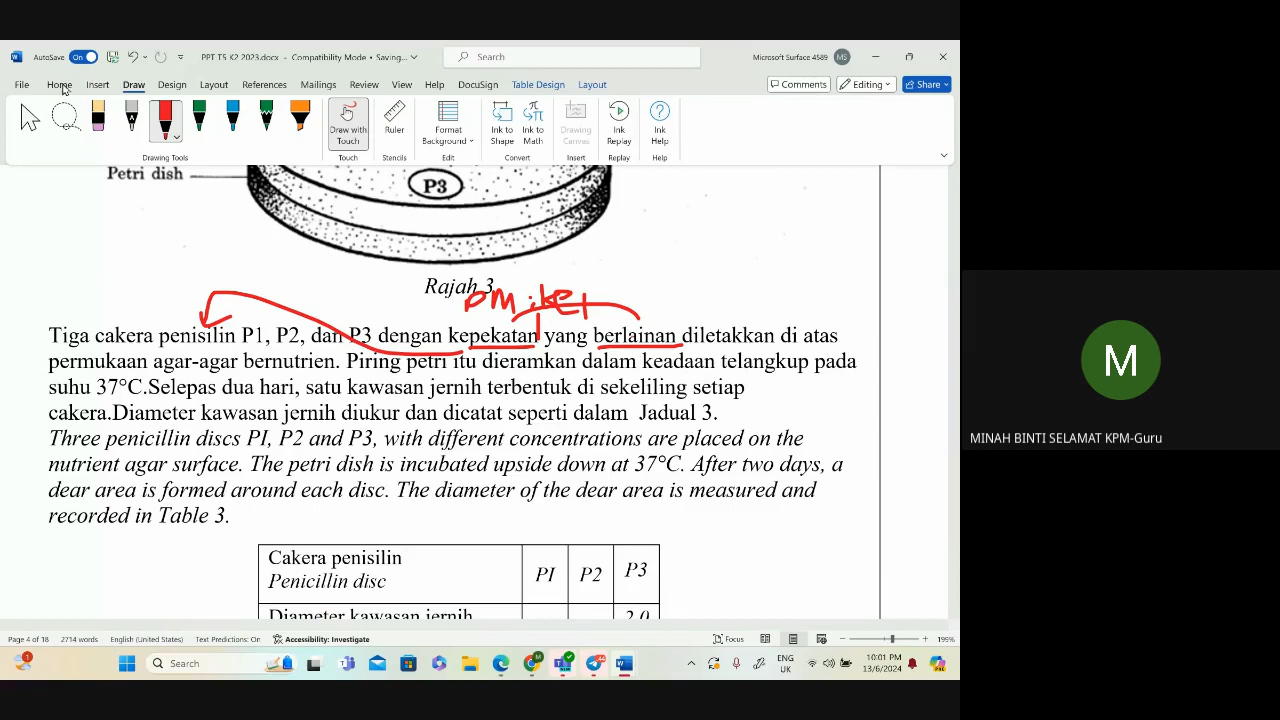 AutoSave On PPT T5 K2 2023.docx - Compatibility Mode • Saving... Search Microsoft Surface 4589 MS
File Home Insert Draw Design Layout References Mailings Review View Help DocuSign Table Design Layout Comments Editing Share
Draw with Touch Ruler Format Background Ink to Shape Ink to Math Drawing Canvas Ink Replay Ink Help
Drawing Tools Touch Stencils Edit Convert Insert Replay Help
Petri dish
P3
Rajah 3
Tiga cakera penisilin P1, P2, dan P3 dengan kepekatan yang berlainan diletakkan di atas
permukaan agar-agar bernutrien. Piring petri itu dieramkan dalam keadaan telangkup pada
suhu 37°C.Selepas dua hari, satu kawasan jernih terbentuk di sekeliling setiap
cakera.Diameter kawasan jernih diukur dan dicatat seperti dalam Jadual 3.
Three penicillin discs PI, P2 and P3, with different concentrations are placed on the
nutrient agar surface. The petri dish is incubated upside down at 37°C. After two days, a
dear area is formed around each disc. The diameter of the dear area is measured and
recorded in Table 3.
Cakera penisilin
Penicillin disc
PI P2 P3
Diameter kawasan jernih 2.0
Page 4 of 18 2714 words English (United States) Text Predictions: On Accessibility: Investigate Focus 199%
Search ENG UK 10:01 PM 13/6/2024
M
MINAH BINTI SELAMAT KPM-Guru